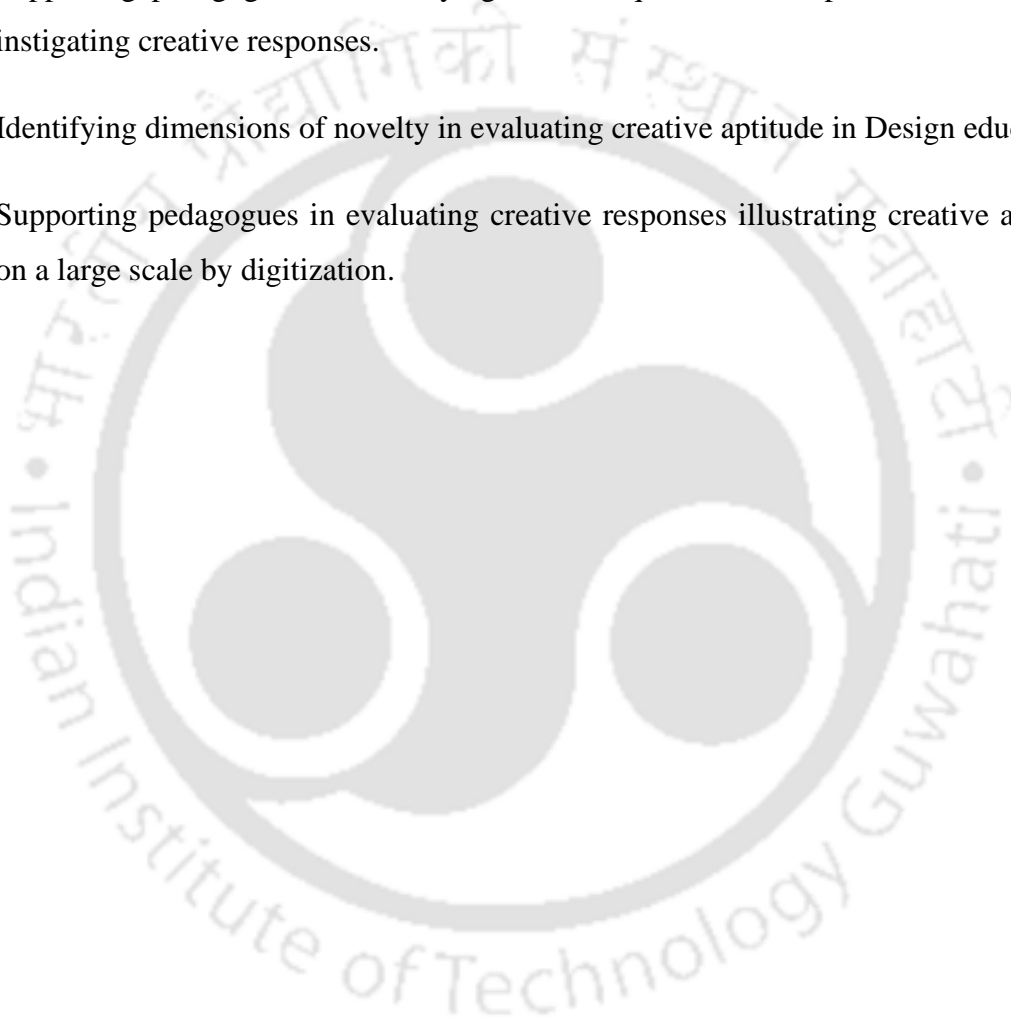 instigating creative responses.
Identifying dimensions of novelty in evaluating creative aptitude in Design
Supporting pedagogues in evaluating creative responses illustrating creative
on a large scale by digitization.
भारतीय प्रौद्योगिकी संस्थान गुवाहाटी
Indian Institute of Technology Guwahati